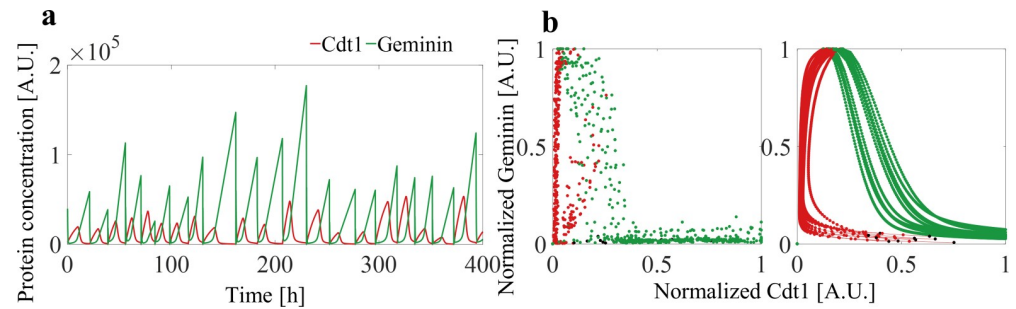 a
b
Cdt1 Geminin
×10^5
Protein concentration [A.U.]
2
1
0
0 100 200 300 400
Time [h]
Normalized Geminin [A.U.]
1
0.5
0
0 0.5 1
1
0.5
0
0 0.5 1
Normalized Cdt1 [A.U.]